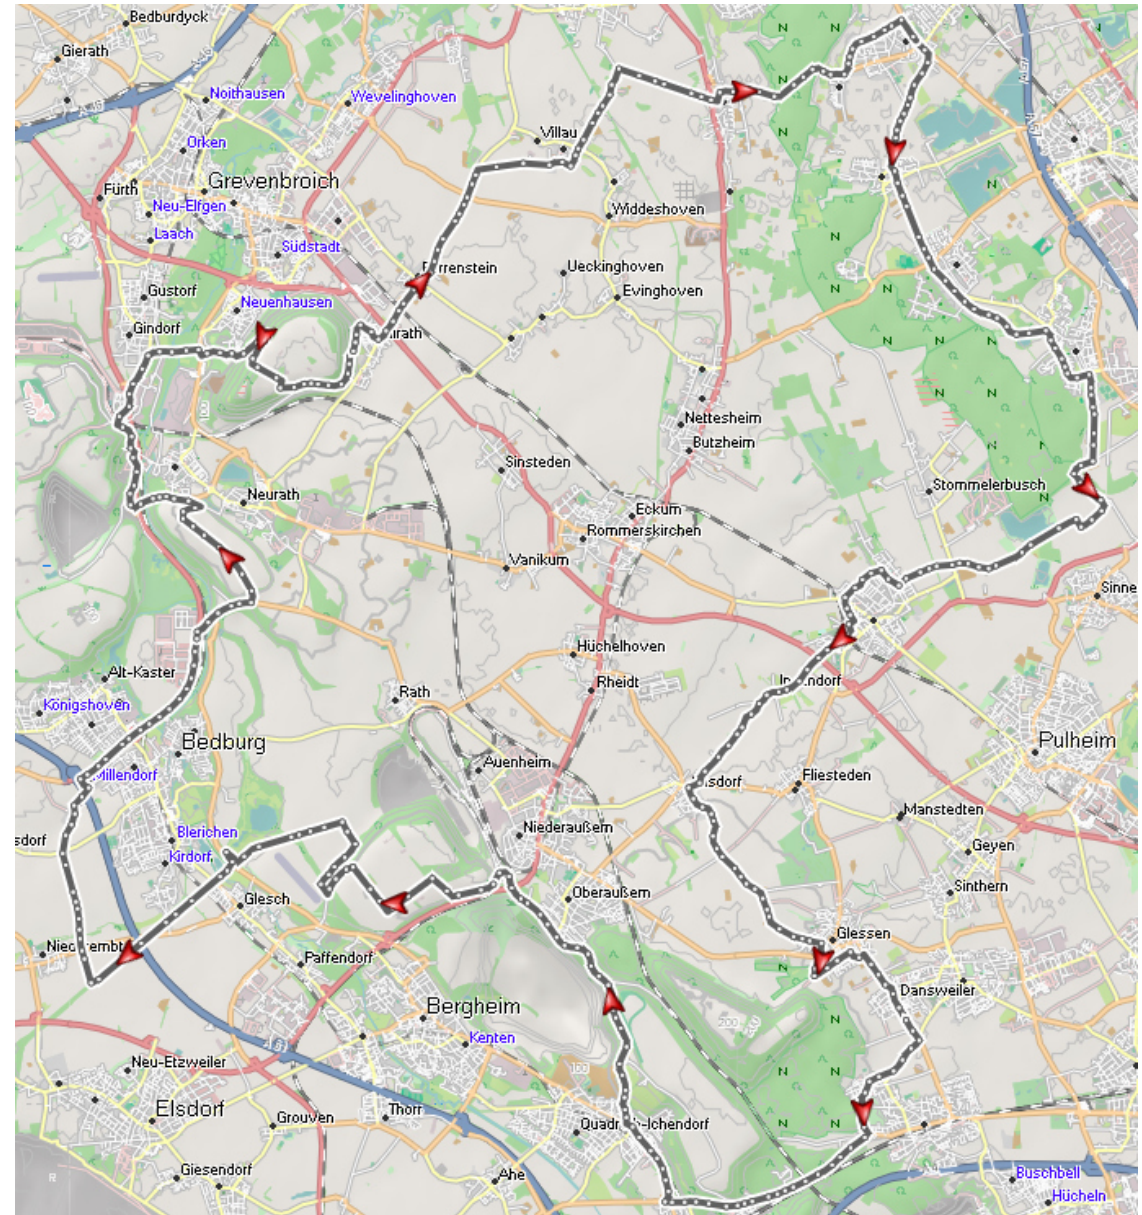 Bedburdyck
Gierath
Noithausen
Wevelinghoven
Orken
Villau
Fürth
Grevenbroich
Neu-Elfgen
Widdeshoven
Laach
Südstadt
Ueckinghoven
Gustorf
Evinghoven
Neuenhausen
Gindorf
Nettesheim
Butzheim
Sinsteden
Stommelerbusch
Neurath
Eckum
Rommerskirchen
Vanikum
Sinne
Hüchelhoven
Alt-Kaster
Rheidt
Rath
Königshoven
Bedburg
Pulheim
Auenheim
Millendorf
Fliesteden
Manstedten
Niederaußem
Blerichen
Geyen
Kirdorf
Sinthern
Oberaußem
Glesch
Glessen
Paffendorf
Dansweiler
Bergheim
200
Kenten
A 61
Neu-Etzweiler
Elsdorf
Thorr
Grouven
Giesendorf
Ahe
Buschbell
Hücheln